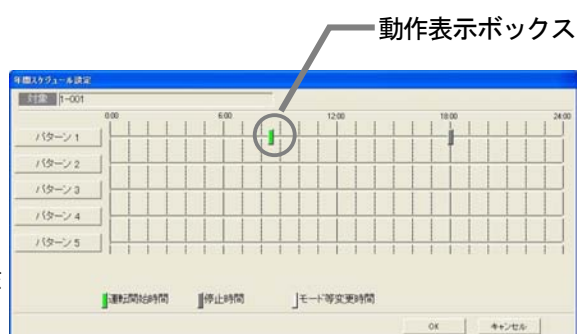 動作表示ボックス
年間スケジュール設定
対象 1-001
0:00 6:00 12:00 18:00 24:00
パターン 1
パターン 2
パターン 3
パターン 4
パターン 5
運転開始時間 停止時間 モード等変更時間
OK キャンセル